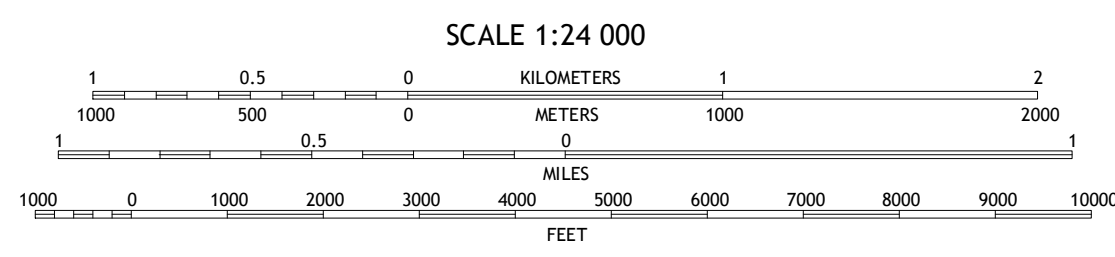 SCALE 1:24 000
1 0.5 0 KILOMETERS 1 2
1000 500 0 METERS 1000 2000
1 0.5 0 1
MILES
1000 0 1000 2000 3000 4000 5000 6000 7000 8000 9000 10000
FEET